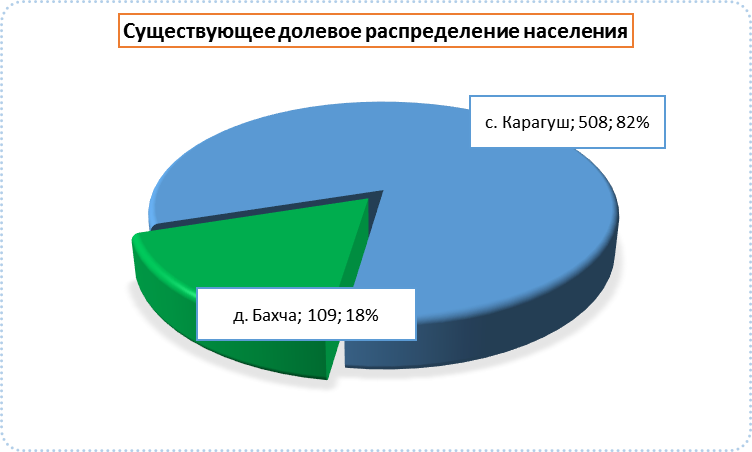 Существующее долевое распределение населения
с. Карагуш; 508; 82%
д. Бахча; 109; 18%